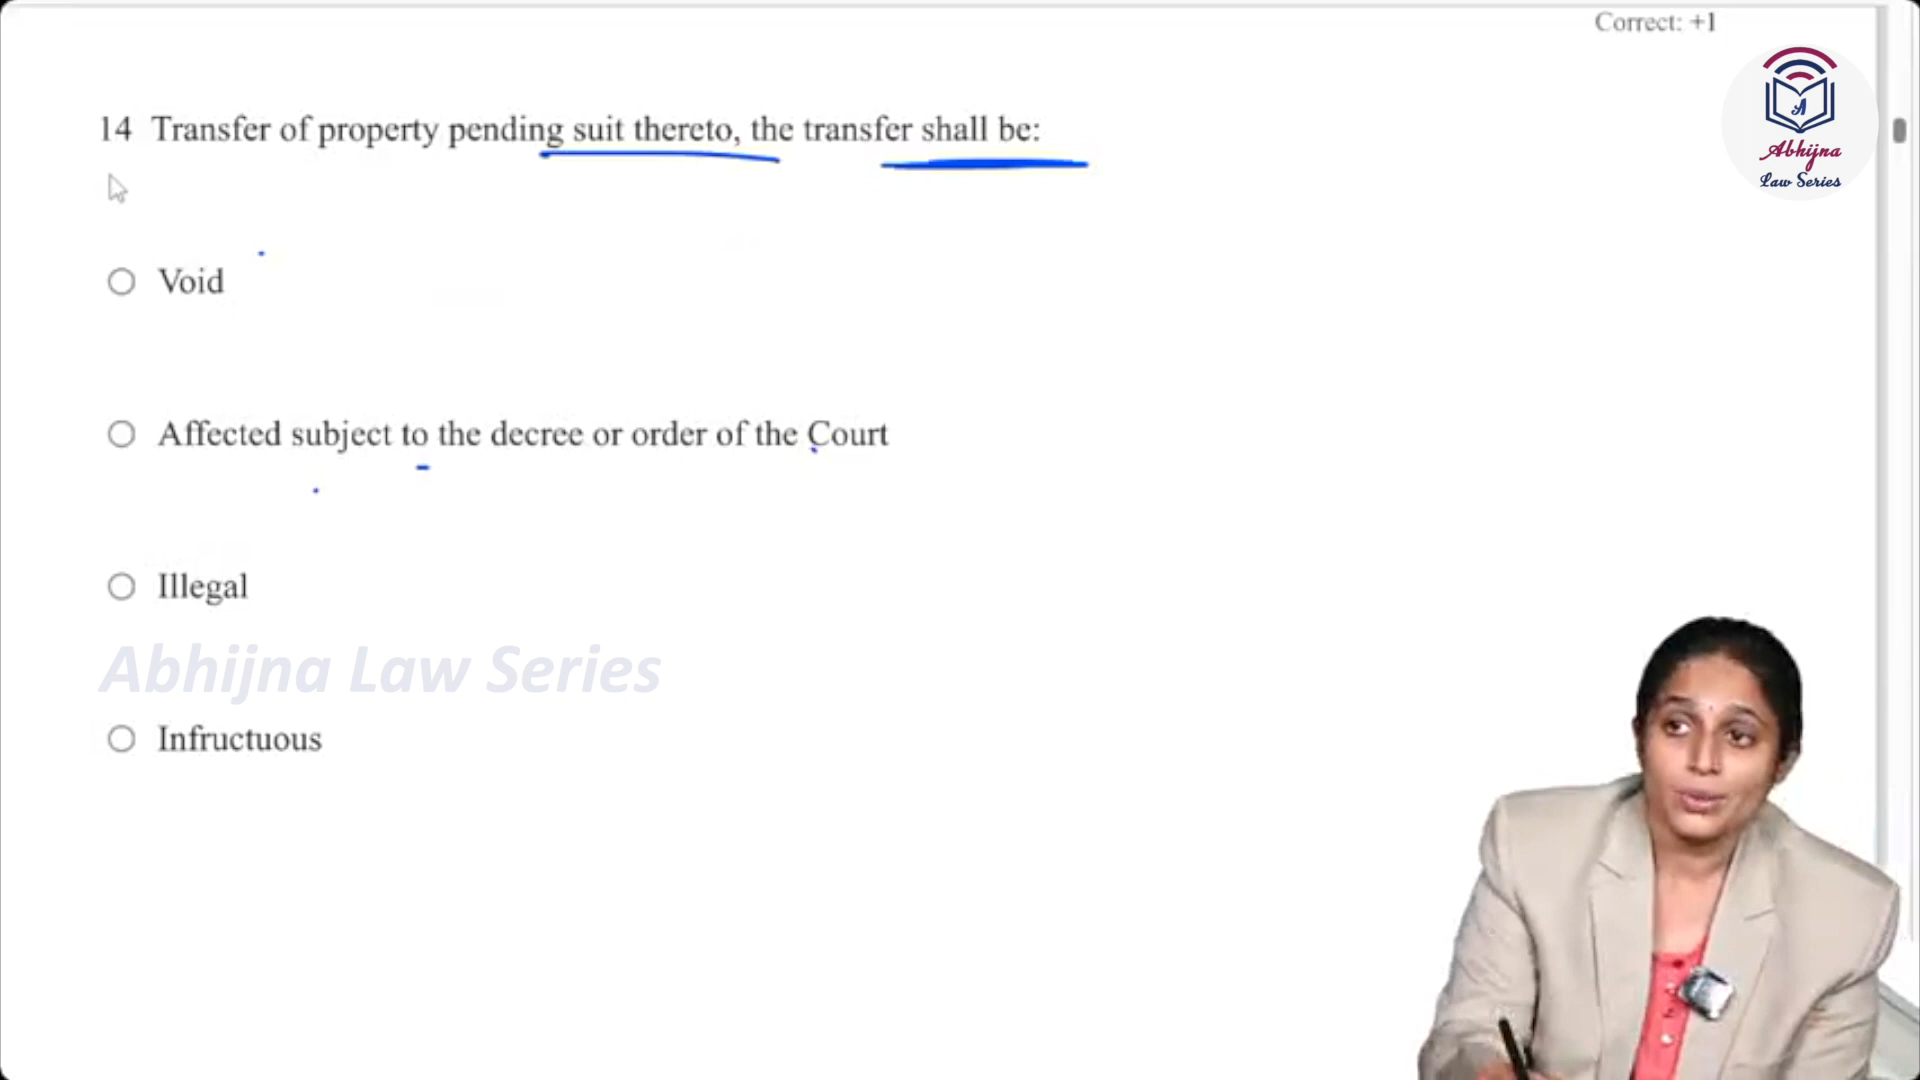 Correct: +1
A
Abhijna
Law Series
14 Transfer of property pending suit thereto, the transfer shall be:
Void
Affected subject to the decree or order of the Court
Illegal
Abhijna Law Series
Infructuous